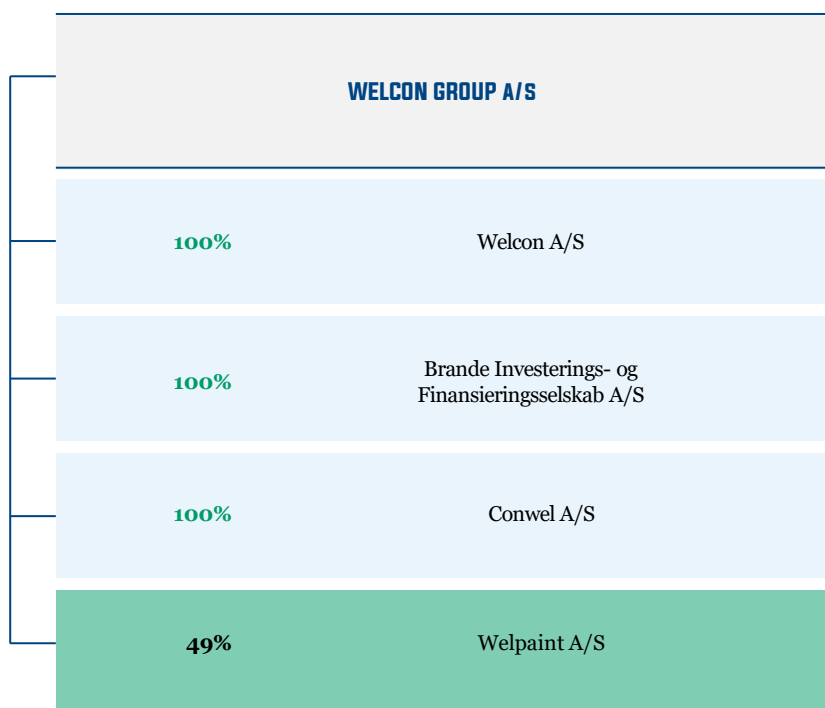 WELCON GROUP A/S
100% Welcon A/S
100% Brande Investerings- og
Finansieringsselskab A/S
100% Conwel A/S
49% Welpaint A/S